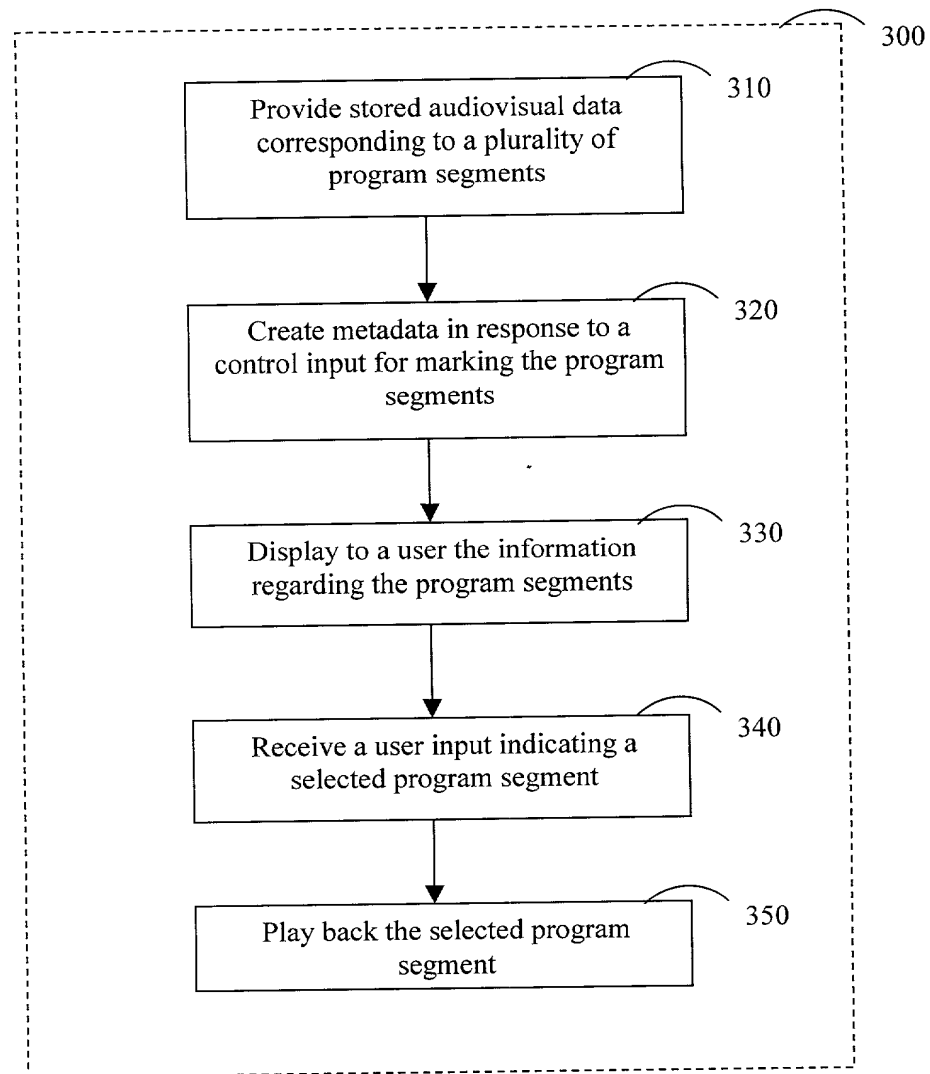 300
310
Provide stored audiovisual data
corresponding to a plurality of
program segments
320
Create metadata in response to a
control input for marking the program
segments
330
Display to a user the information
regarding the program segments
340
Receive a user input indicating a
selected program segment
350
Play back the selected program
segment